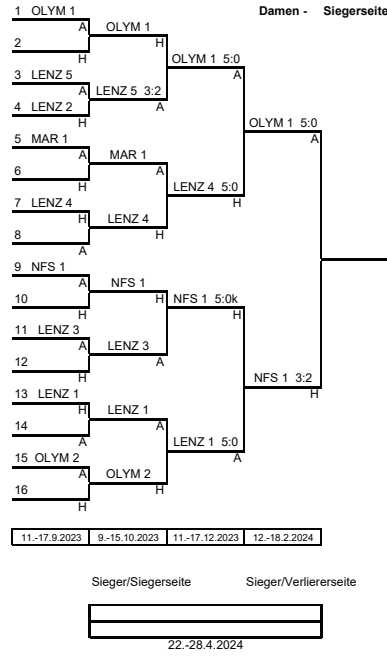 Damen - Siegerseite
1 OLYM 1
A
OLYM 1
2
H
H
OLYM 1 5:0
A
3 LENZ 5
A
LENZ 5 3:2
4 LENZ 2
A
H
OLYM 1 5:0
A
5 MAR 1
A
MAR 1
6
A
H
LENZ 4 5:0
H
7 LENZ 4
H
LENZ 4
8
H
A
9 NFS 1
A
NFS 1
10
H
H
NFS 1 5:0k
H
11 LENZ 3
A
LENZ 3
12
A
H
NFS 1 3:2
H
13 LENZ 1
H
LENZ 1
14
A
A
LENZ 1 5:0
A
15 OLYM 2
A
OLYM 2
16
H
H
11.-17.9.2023 9.-15.10.2023 11.-17.12.2023 12.-18.2.2024
Sieger/Siegerseite Sieger/Verliererseite
22.-28.4.2024